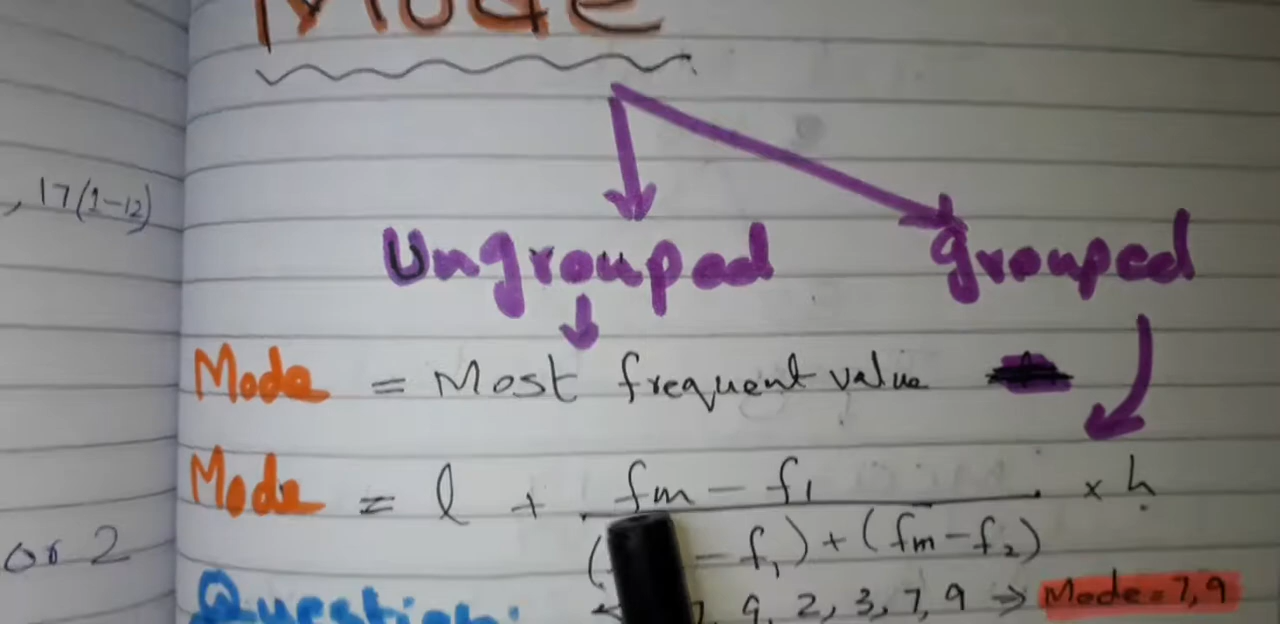 Mode
, 17(1-12)
Ungrouped grouped
Mode = Most frequent value
Mode = l + fm - f1 × h
- f1) + (fm - f2)
or 2
Question: 9, 2, 3, 7, 9 → Mode = 7, 9